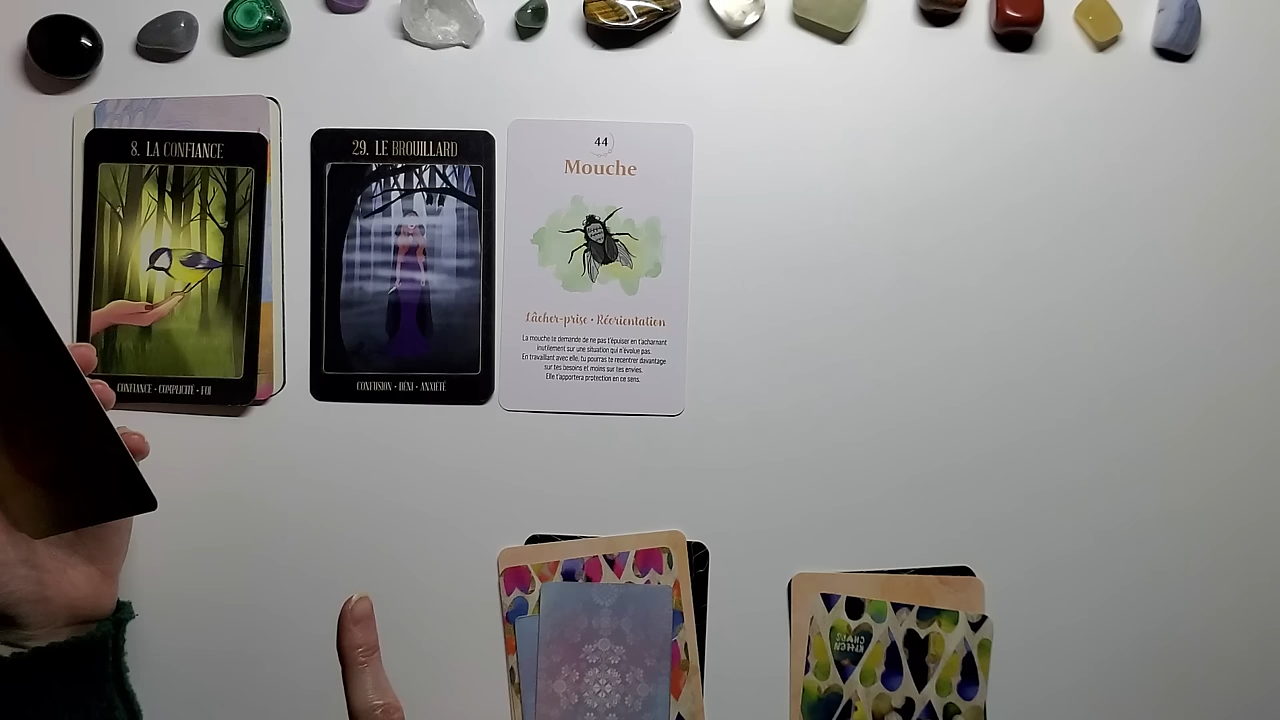 8. LA CONFIANCE
CONFIANCE • COMPLICITÉ • FOI
29. LE BROUILLARD
CONFUSION • DÉNI • ANXIÉTÉ
44
Mouche
Lâcher-prise • Réorientation
La mouche te demande de ne pas t'épuiser en t'acharnant
inutilement sur une situation qui n'évolue pas.
En travaillant avec elle, tu pourras te recentrer davantage
sur tes besoins et moins sur tes envies.
Elle t'apportera protection en ce sens.
KITTEN
CHAOS